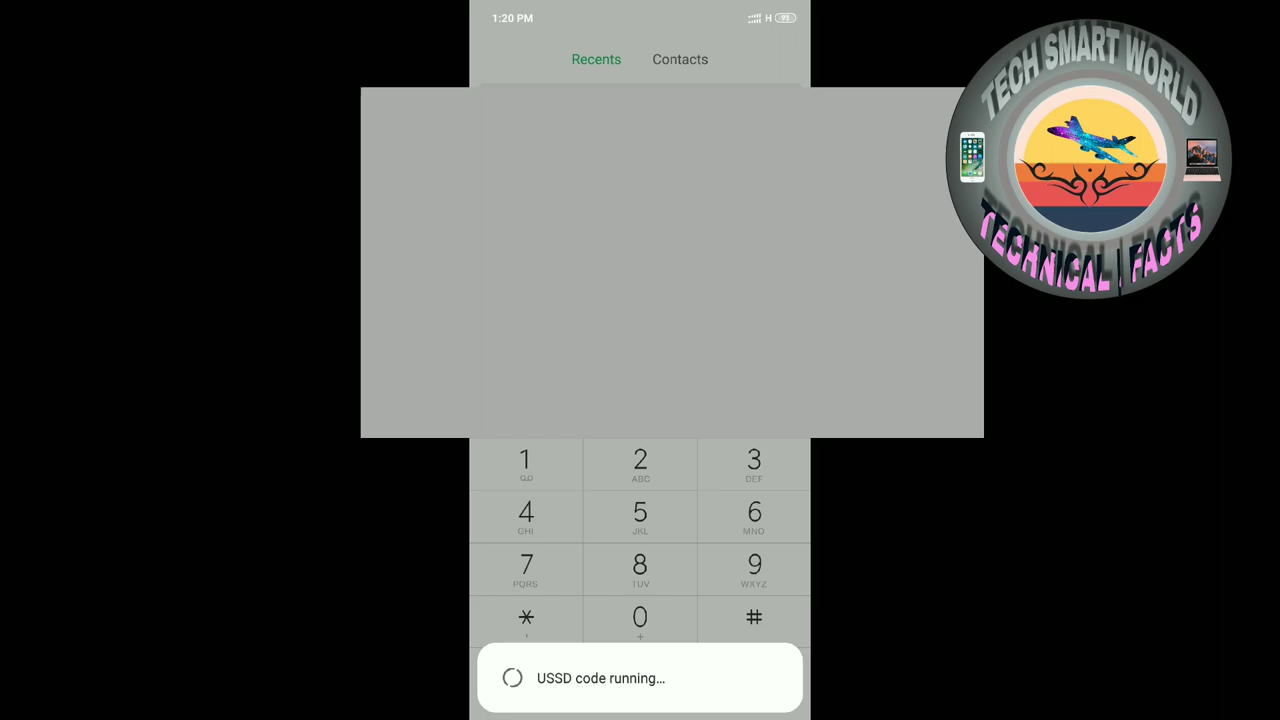 1:20 PM
H 93
Recents Contacts
TECH SMART WORLD
TECHNICAL | FACTS
1 2 3
ABC DEF
4 5 6
GHI JKL MNO
7 8 9
PQRS TUV WXYZ
* 0 #
, +
USSD code running...